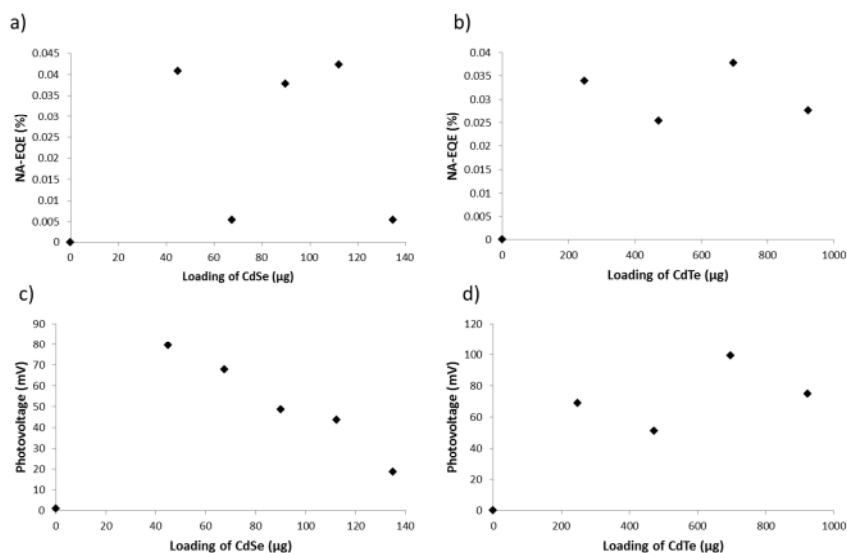 a)
0.045
0.04
0.035
0.03
0.025
0.02
0.015
0.01
0.005
0
NA-EQE (%)
0 20 40 60 80 100 120 140
Loading of CdSe (µg)
b)
0.04
0.035
0.03
0.025
0.02
0.015
0.01
0.005
0
NA-EQE (%)
0 200 400 600 800 1000
Loading of CdTe (µg)
c)
90
80
70
60
50
40
30
20
10
0
Photovoltage (mV)
0 20 40 60 80 100 120 140
Loading of CdSe (µg)
d)
120
100
80
60
40
20
0
Photovoltage (mV)
0 200 400 600 800 1000
Loading of CdTe (µg)